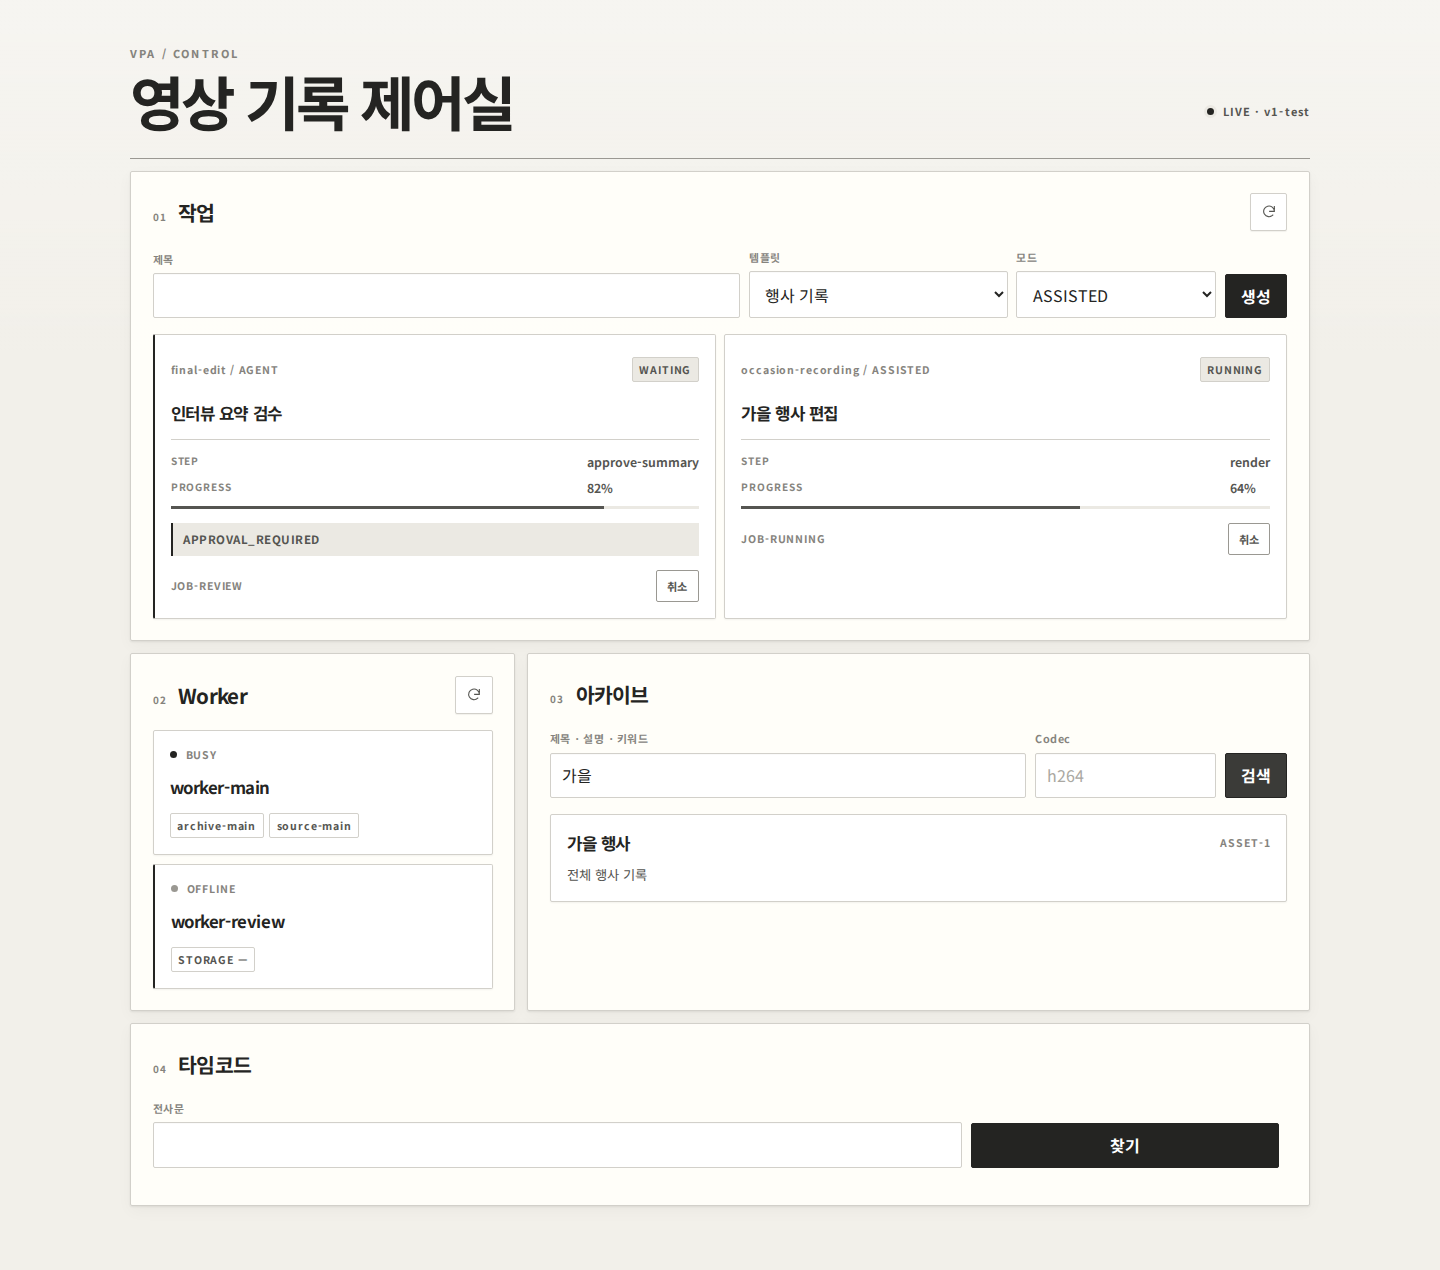 VPA / CONTROL
영상 기록 제어실
LIVE · v1-test
01 작업
제목
템플릿
모드
행사 기록
ASSISTED
생성
final-edit / AGENT
WAITING
인터뷰 요약 검수
STEP
approve-summary
PROGRESS
82%
APPROVAL_REQUIRED
JOB-REVIEW
취소
occasion-recording / ASSISTED
RUNNING
가을 행사 편집
STEP
render
PROGRESS
64%
JOB-RUNNING
취소
02 Worker
BUSY
worker-main
archive-main
source-main
OFFLINE
worker-review
STORAGE —
03 아카이브
제목 · 설명 · 키워드
Codec
가을
h264
검색
가을 행사
ASSET-1
전체 행사 기록
04 타임코드
전사문
찾기